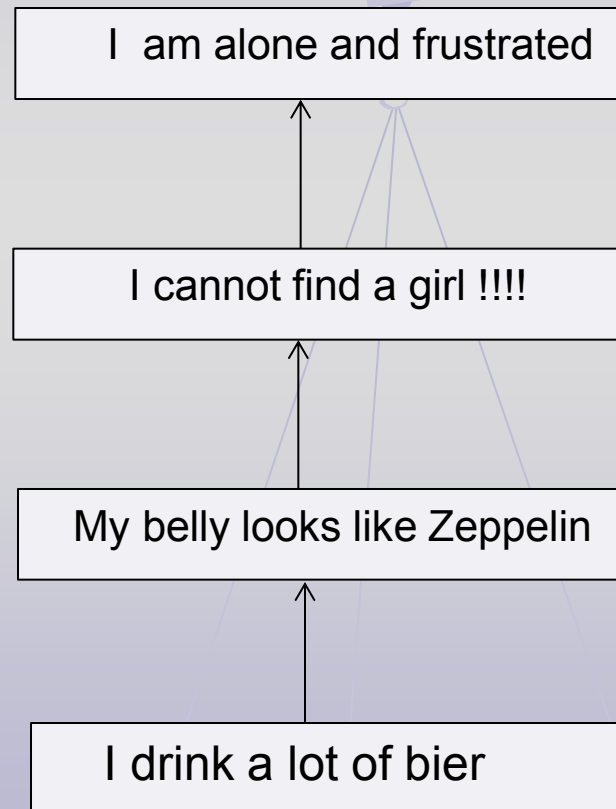 I am alone and frustrated
I cannot find a girl !!!!
My belly looks like Zeppelin
I drink a lot of bier